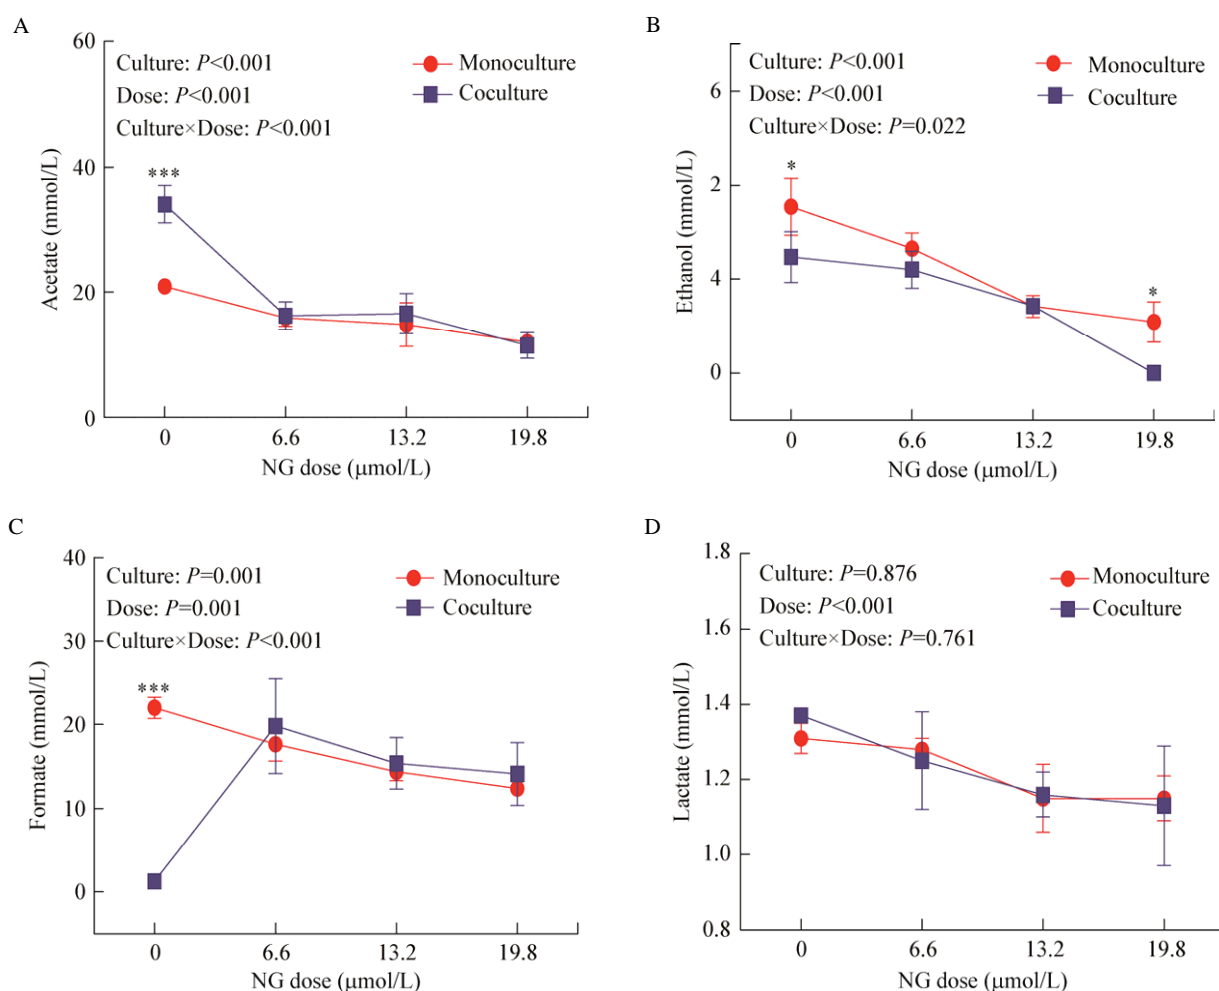 A
60
40
20
0
Acetate (mmol/L)
Culture: P<0.001
Dose: P<0.001
Culture×Dose: P<0.001
Monoculture
Coculture
***
0 6.6 13.2 19.8
NG dose (μmol/L)
B
6
2
4
0
Ethanol (mmol/L)
Culture: P<0.001
Dose: P<0.001
Culture×Dose: P=0.022
Monoculture
Coculture
*
*
0 6.6 13.2 19.8
NG dose (μmol/L)
C
40
30
20
10
0
Formate (mmol/L)
Culture: P=0.001
Dose: P=0.001
Culture×Dose: P<0.001
Monoculture
Coculture
***
0 6.6 13.2 19.8
NG dose (μmol/L)
D
1.8
1.6
1.4
1.2
1.0
0.8
Lactate (mmol/L)
Culture: P=0.876
Dose: P<0.001
Culture×Dose: P=0.761
Monoculture
Coculture
0 6.6 13.2 19.8
NG dose (μmol/L)